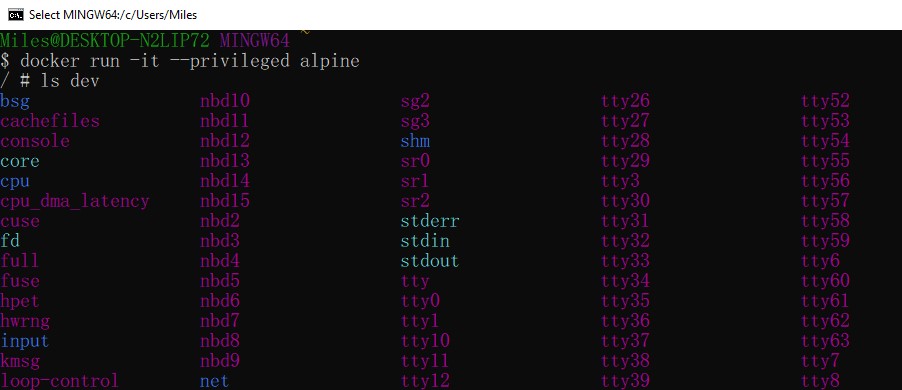 Select MINGW64:/c/Users/Miles
Miles@DESKTOP-N2LIP72 MINGW64 ~
$ docker run -it --privileged alpine
/ # ls dev
bsg nbd10 sg2 tty26 tty52
cachefiles nbd11 sg3 tty27 tty53
console nbd12 shm tty28 tty54
core nbd13 sr0 tty29 tty55
cpu nbd14 sr1 tty3 tty56
cpu_dma_latency nbd15 sr2 tty30 tty57
cuse nbd2 stderr tty31 tty58
fd nbd3 stdin tty32 tty59
full nbd4 stdout tty33 tty6
fuse nbd5 tty tty34 tty60
hpet nbd6 tty0 tty35 tty61
hwrng nbd7 tty1 tty36 tty62
input nbd8 tty10 tty37 tty63
kmsg nbd9 tty11 tty38 tty7
loop-control net tty12 tty39 tty8